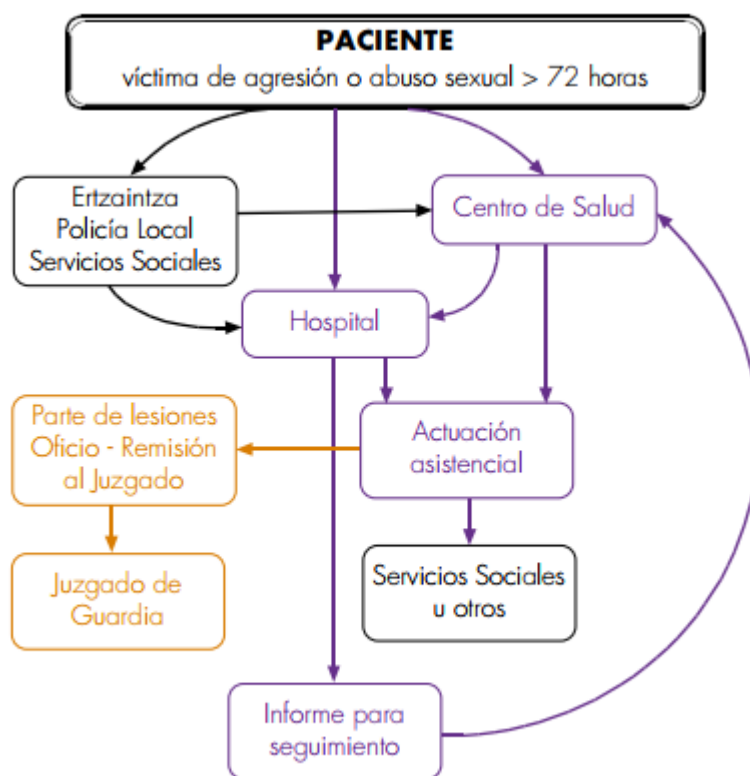 PACIENTE
víctima de agresión o abuso sexual > 72 horas
Ertzaintza
Policía Local
Servicios Sociales
Centro de Salud
Hospital
Parte de lesiones
Oficio - Remisión
al Juzgado
Actuación
asistencial
Juzgado de
Guardia
Servicios Sociales
u otros
Informe para
seguimiento